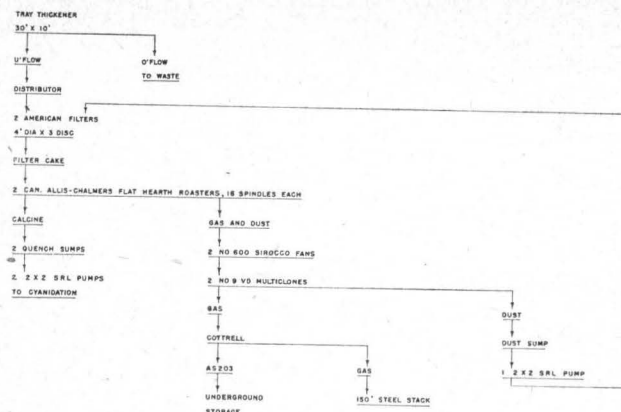 TRAY THICKENER
30' X 10'
U'FLOW
O'FLOW
TO WASTE
DISTRIBUTOR
2 AMERICAN FILTERS
4' DIA X 3 DISC
FILTER CAKE
2 CAN. ALLIS-CHALMERS FLAT HEARTH ROASTERS, 16 SPINDLES EACH
CALCINE
GAS AND DUST
2 QUENCH SUMPS
2 NO 600 SIROCCO FANS
2 2 X 2 SRL PUMPS
TO CYANIDATION
2 NO 9 VD MULTICLONES
GAS
DUST
COTTRELL
DUST SUMP
AS2O3
GAS
1 2 X 2 SRL PUMP
UNDERGROUND
STORAGE
150' STEEL STACK